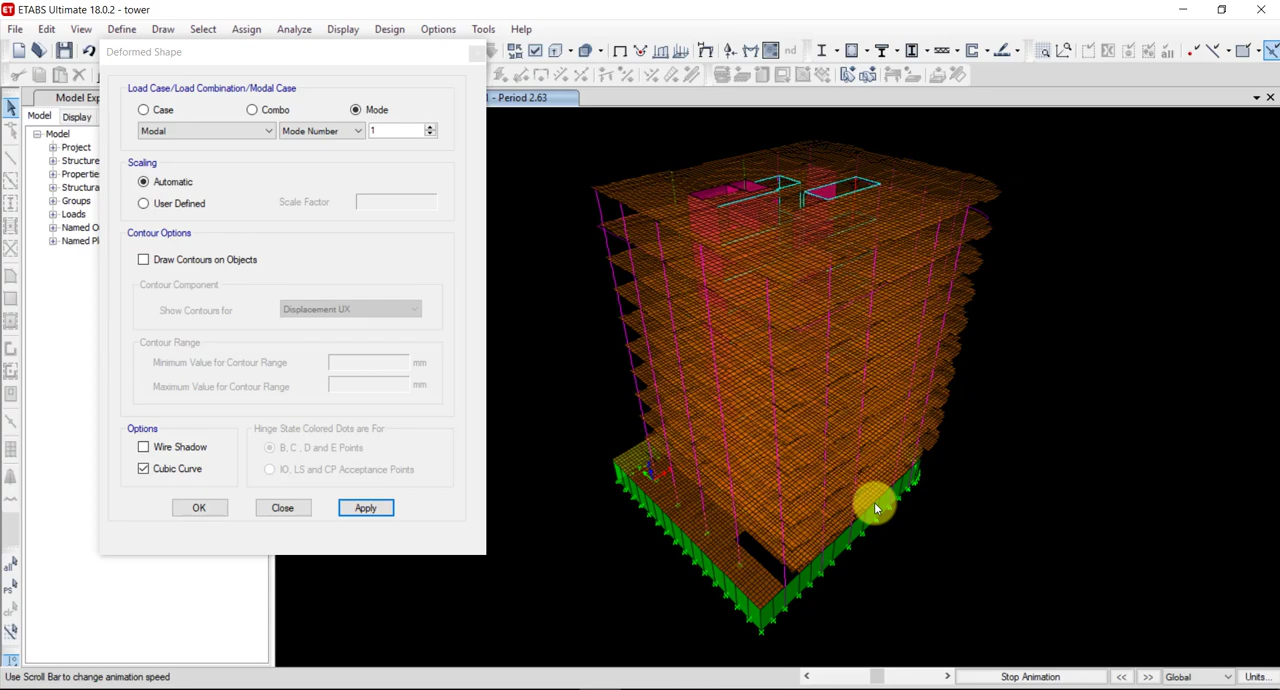 ETABS Ultimate 18.0.2 - tower
File Edit View Define Draw Select Assign Analyze Display Design Options Tools Help
nd
all
Deformed Shape
Model Exp
- Period 2.63
Model Display
Model
Project
Structure
Properties
Structura
Groups
Loads
Named O
Named Pl
Load Case/Load Combination/Modal Case
Case Combo Mode
Modal Mode Number 1
Scaling
Automatic
User Defined Scale Factor
Contour Options
Draw Contours on Objects
Contour Component
Show Contours for Displacement UX
Contour Range
Minimum Value for Contour Range mm
Maximum Value for Contour Range mm
Options
Wire Shadow
Cubic Curve
Hinge State Colored Dots are For
B, C, D and E Points
IO, LS and CP Acceptance Points
OK Close Apply
all
PS
clr
Use Scroll Bar to change animation speed
Stop Animation << >> Global Units...